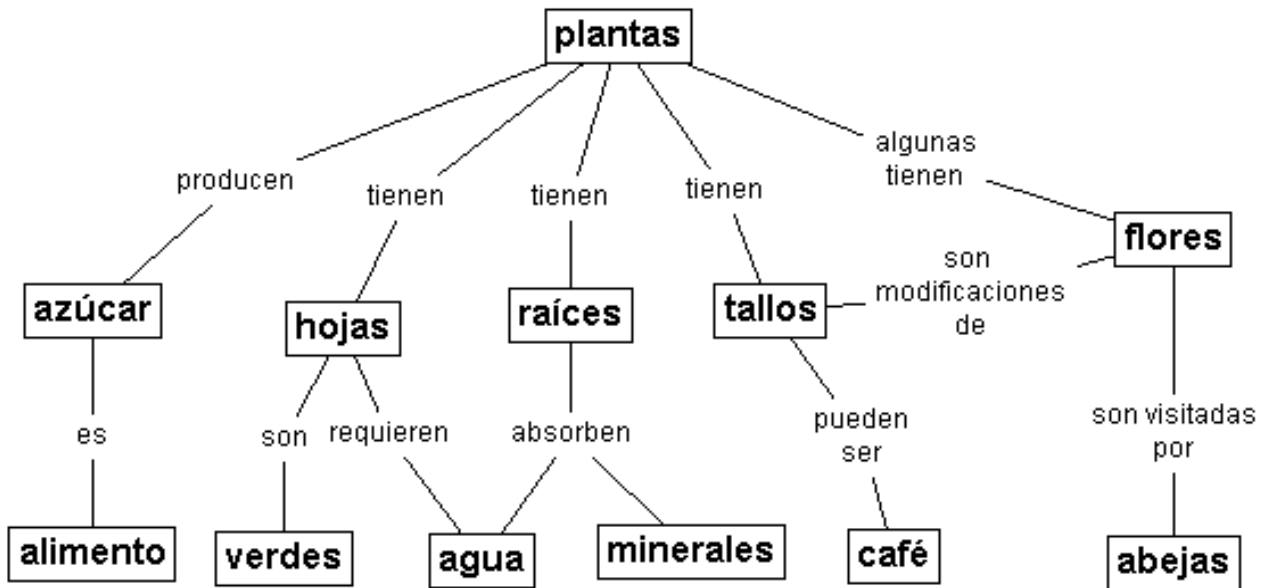 plantas
producen
tienen
tienen
tienen
algunas
tienen
flores
son
modificaciones
de
azúcar
hojas
raíces
tallos
es
son
requieren
absorben
pueden
ser
son visitadas
por
alimento
verdes
agua
minerales
café
abejas